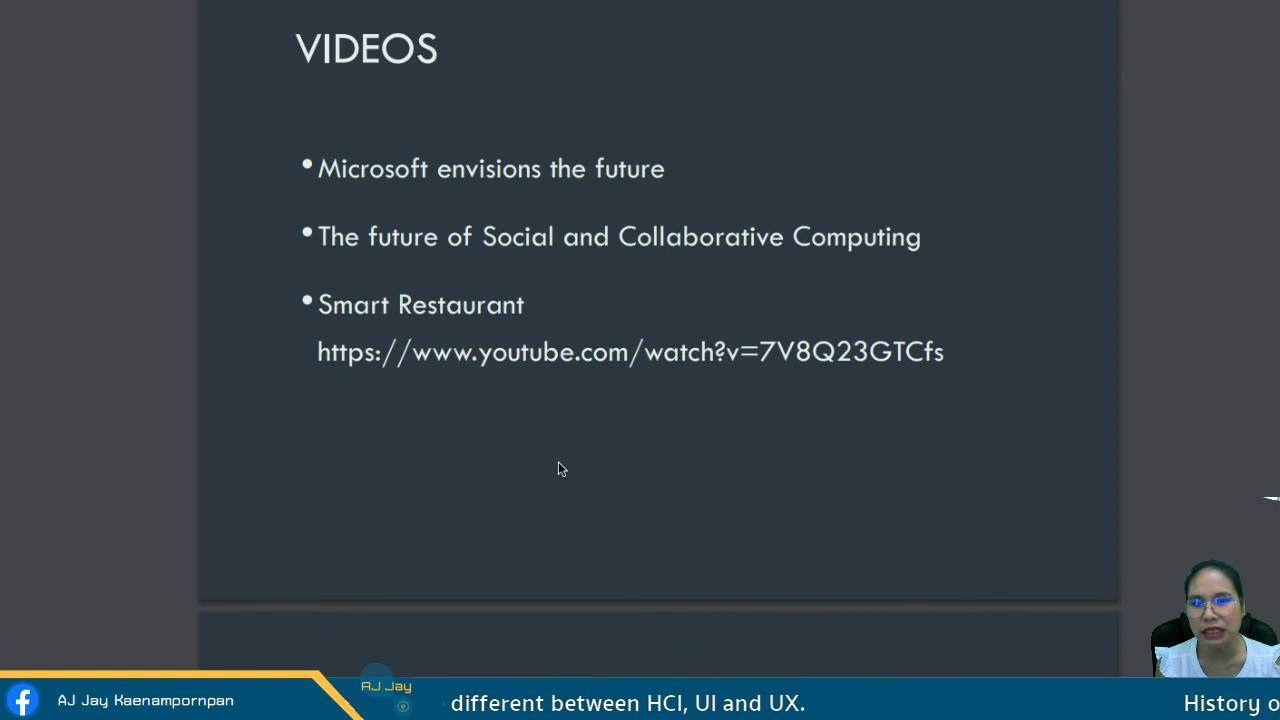 VIDEOS
• Microsoft envisions the future
• The future of Social and Collaborative Computing
• Smart Restaurant
https://www.youtube.com/watch?v=7V8Q23GTCfs
AJ Jay Kaenampornpan
AJ Jay
different between HCI, UI and UX.
History o